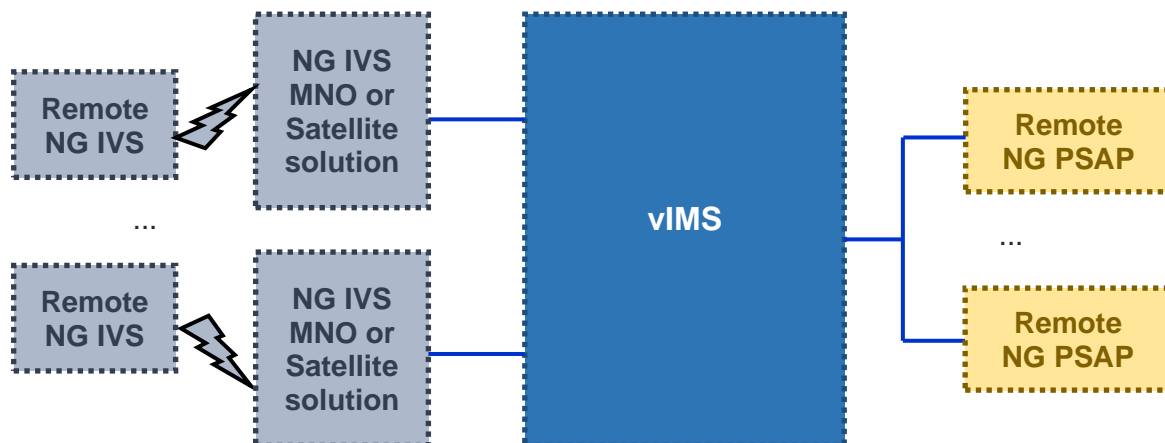 Remote
NG IVS
NG IVS
MNO or
Satellite
solution
vIMS
Remote
NG PSAP
...
...
Remote
NG IVS
NG IVS
MNO or
Satellite
solution
Remote
NG PSAP